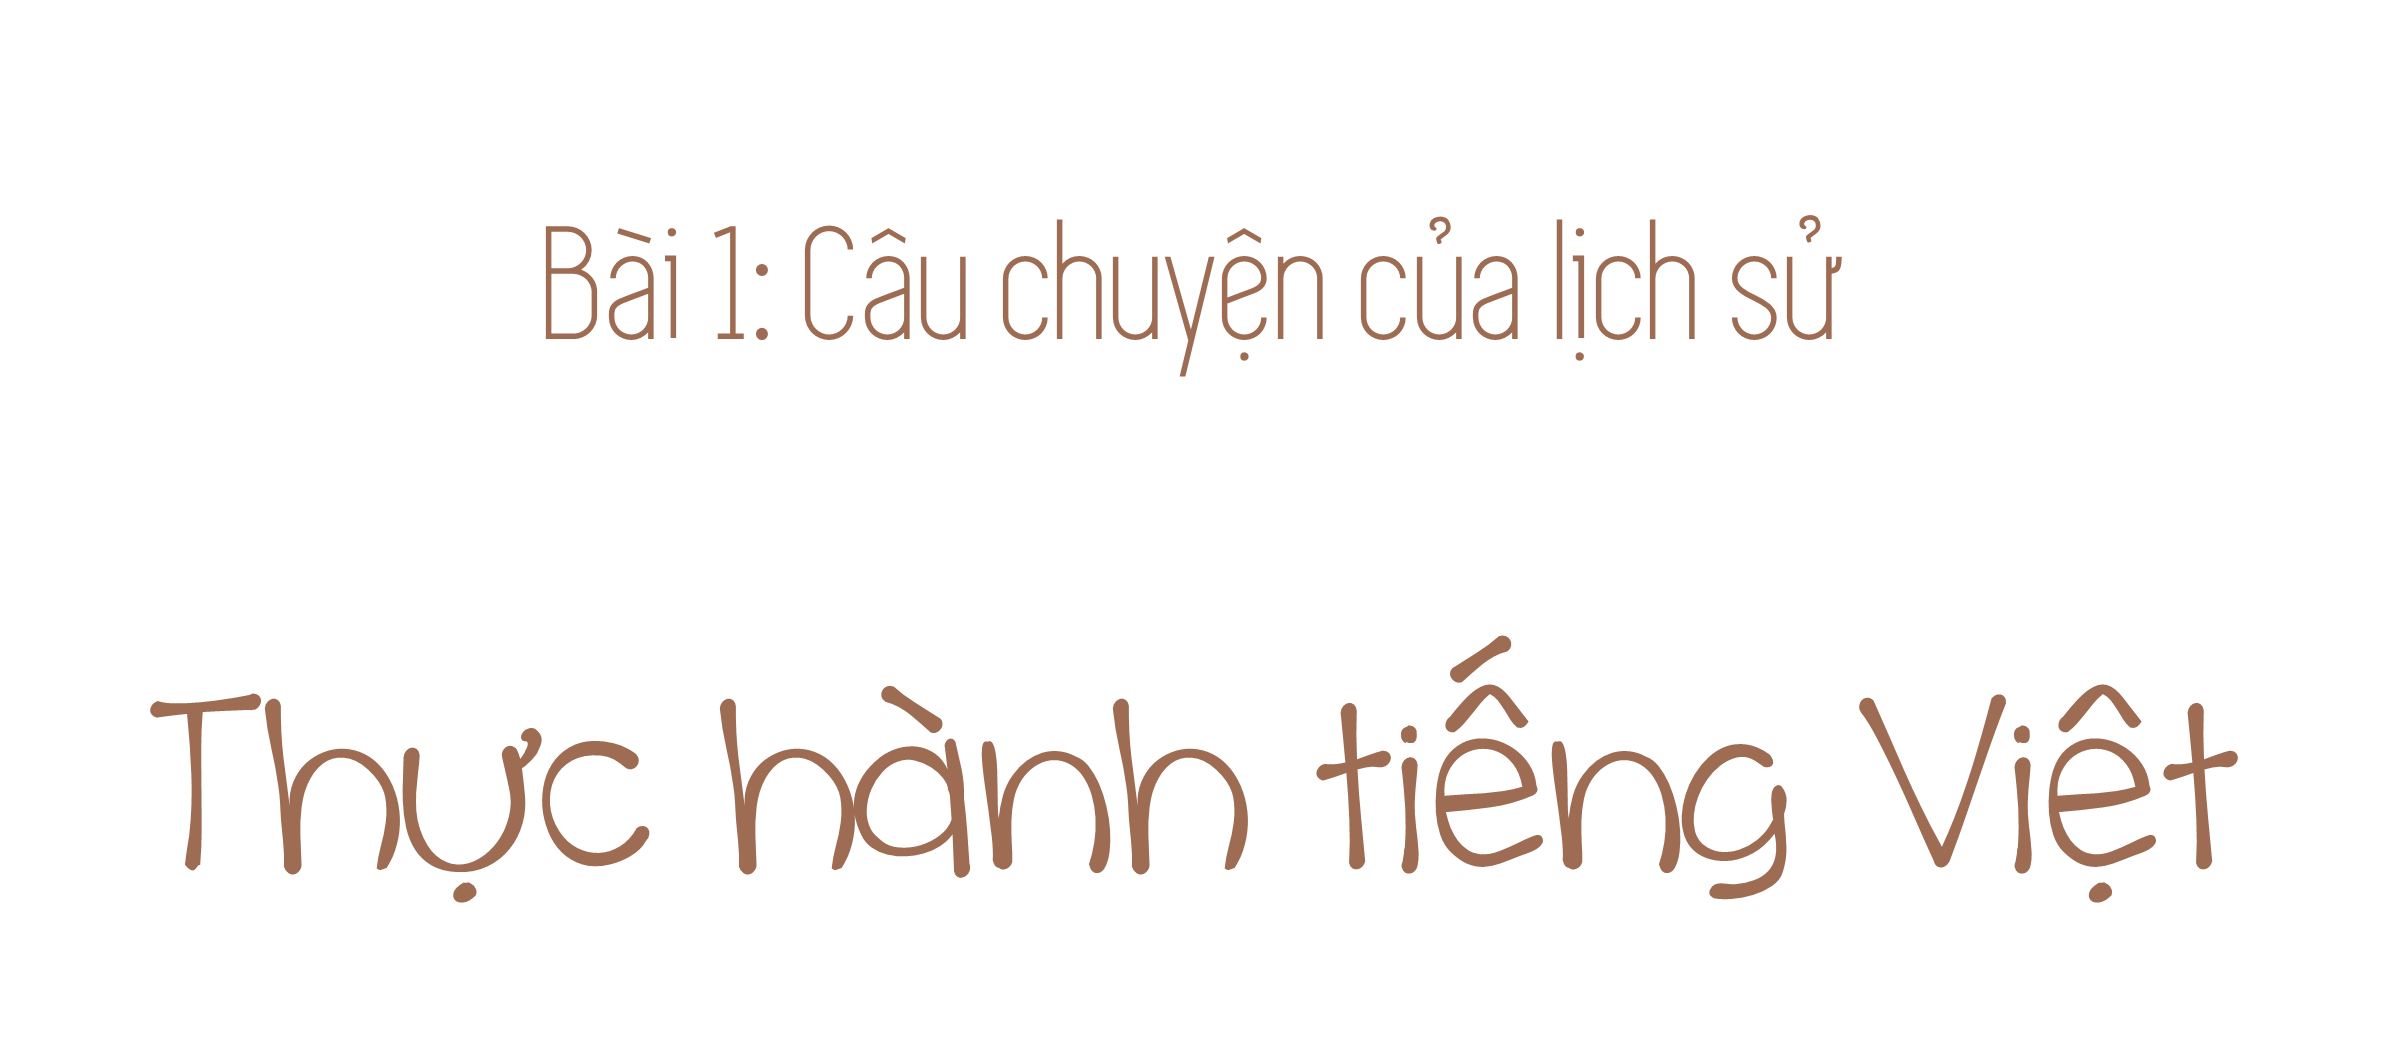 Bài 1: Câu chuyện của lịch sử
Thực hành tiếng Việt